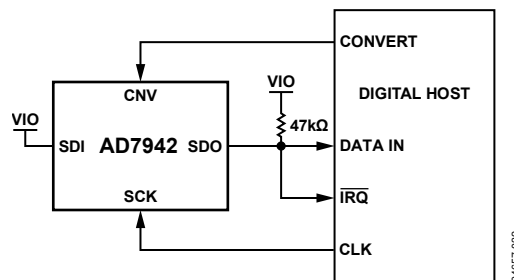 CONVERT
CNV
VIO
DIGITAL HOST
VIO
47kΩ
SDI
AD7942
SDO
DATA IN
SCK
IRQ
CLK